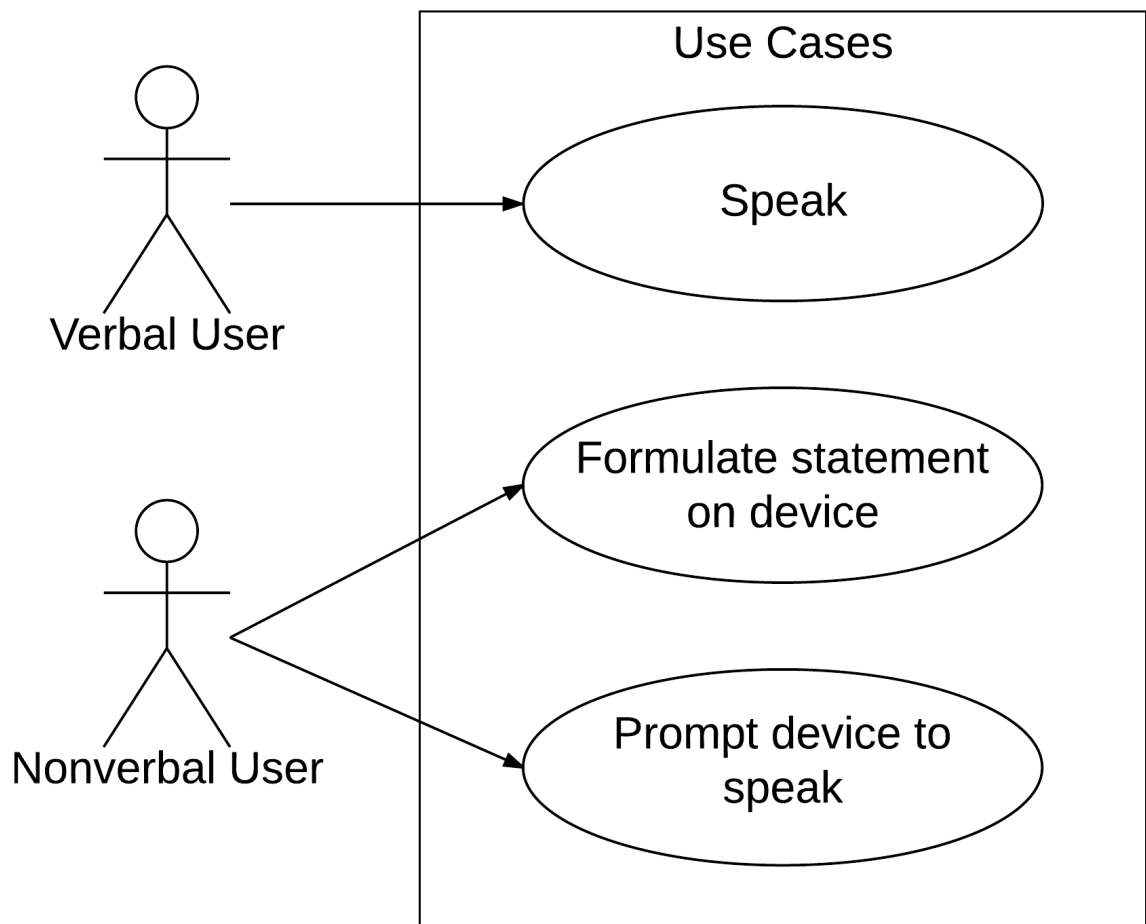 Use Cases
Speak
Verbal User
Formulate statement
on device
Nonverbal User
Prompt device to
speak